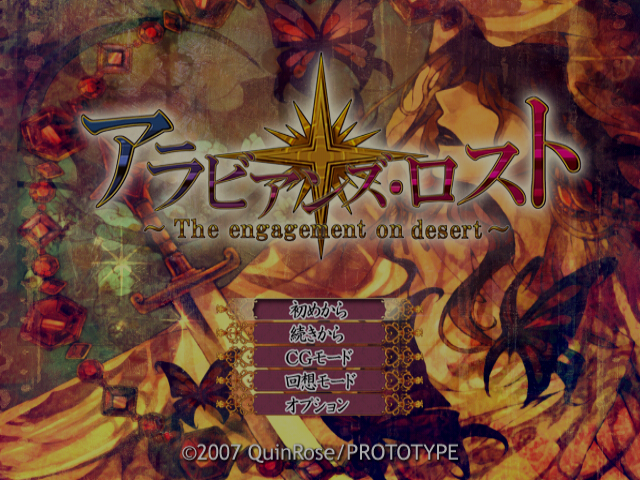 アラビアンズ・ロスト
～The engagement on desert～
初めから
続きから
CGモード
回想モード
オプション
©2007 QuinRose/PROTOTYPE